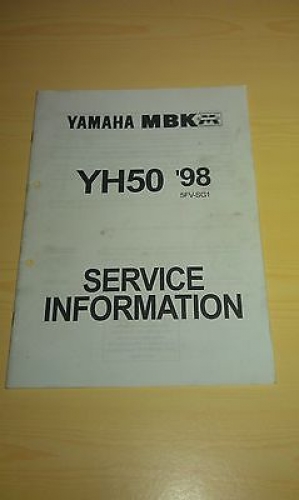 YAMAHA MBK
YH50 '98
5FV-SG1
SERVICE
INFORMATION